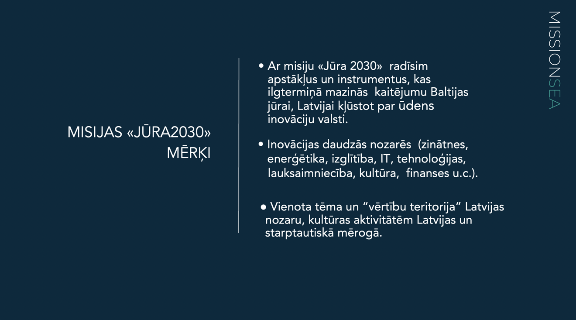 MISSIONSEA
MISIJAS «JŪRA2030»
MĒRĶI
• Ar misiju «Jūra 2030» radīsim
apstākļus un instrumentus, kas
ilgtermiņā mazinās kaitējumu Baltijas
jūrai, Latvijai kļūstot par ūdens
inovāciju valsti.
• Inovācijas daudzās nozarēs (zinātnes,
enerģētika, izglītība, IT, tehnoloģijas,
lauksaimniecība, kultūra, finanses u.c.).
• Vienota tēma un “vērtību teritorija” Latvijas
nozaru, kultūras aktivitātēm Latvijas un
starptautiskā mērogā.